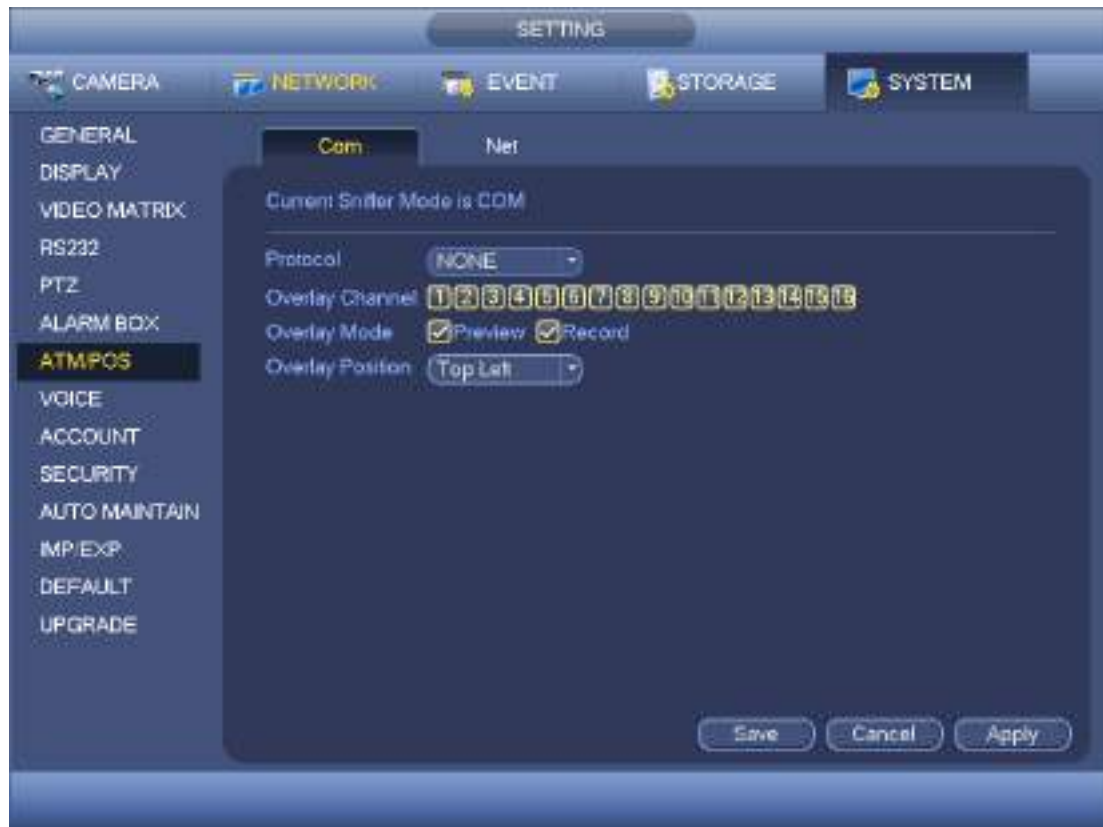 SETTING
CAMERA NETWORK EVENT STORAGE SYSTEM
GENERAL
DISPLAY
VIDEO MATRIX
RS232
PTZ
ALARM BOX
ATM/POS
VOICE
ACCOUNT
SECURITY
AUTO MAINTAIN
IMP/EXP
DEFAULT
UPGRADE
Com Net
Current Sniffer Mode is COM
Protocol NONE
Overlay Channel 1 2 3 4 5 6 7 8 9 10 11 12 13 14 15 16
Overlay Mode Preview Record
Overlay Position Top Left
Save Cancel Apply